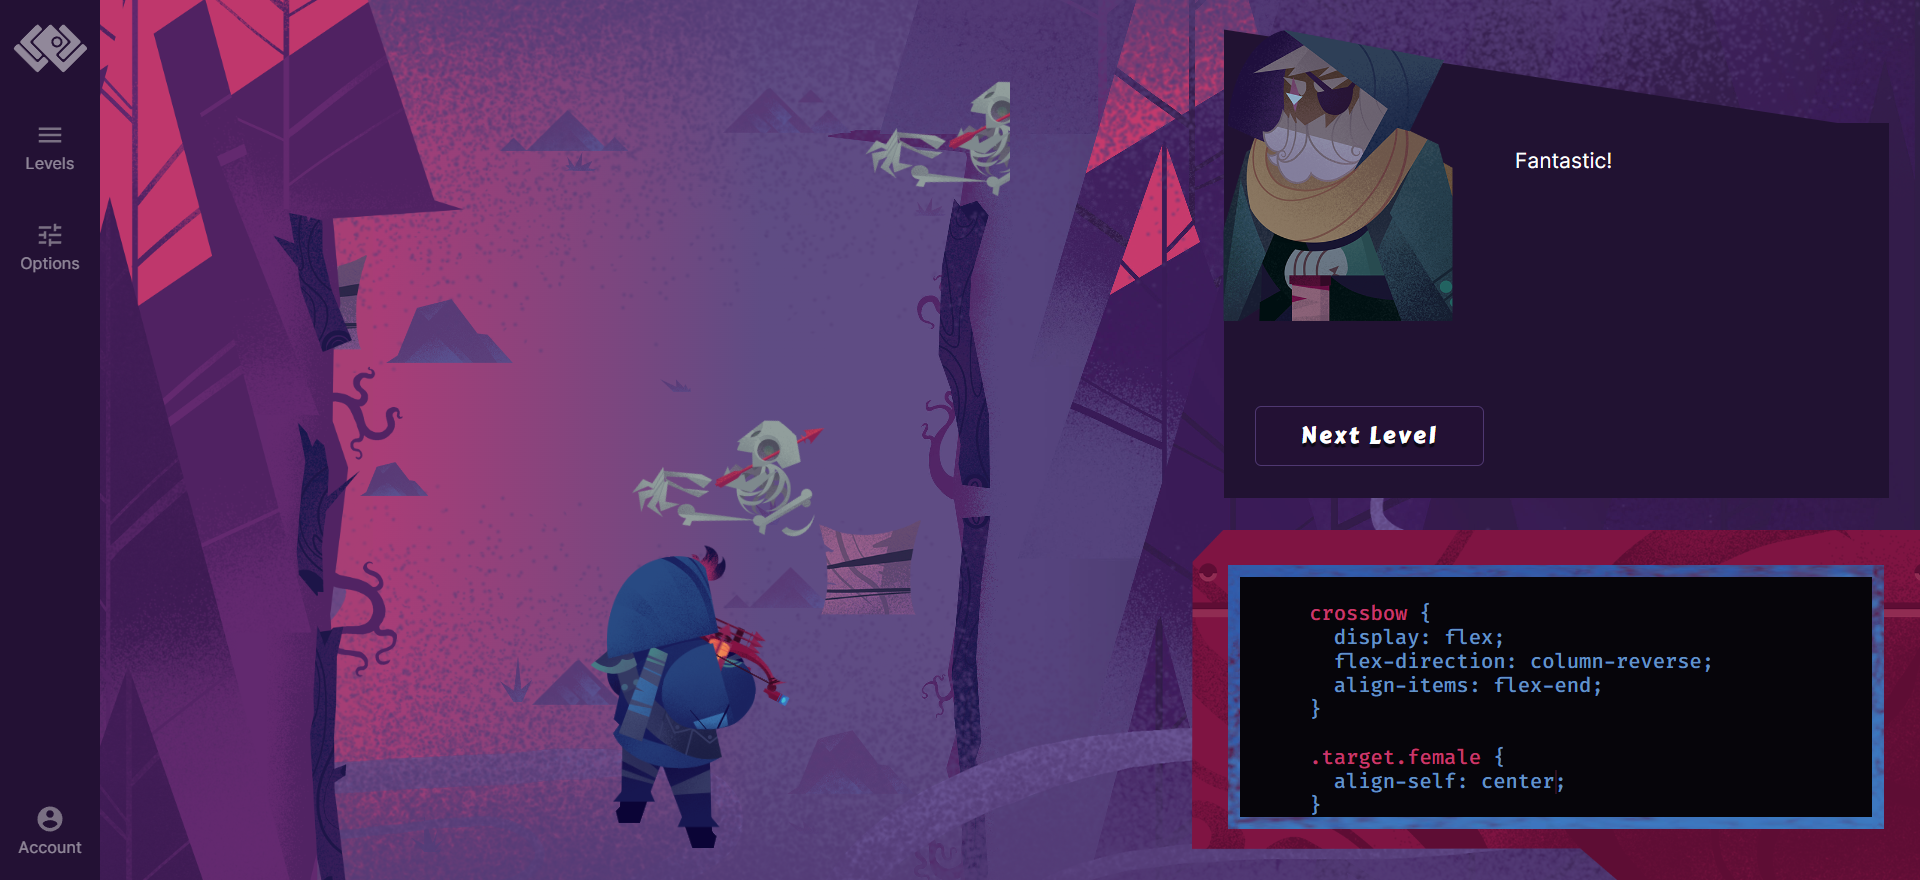 Levels
Options
Account
Fantastic!
Next Level
crossbow {
display: flex;
flex-direction: column-reverse;
align-items: flex-end;
}
.target.female {
align-self: center;
}